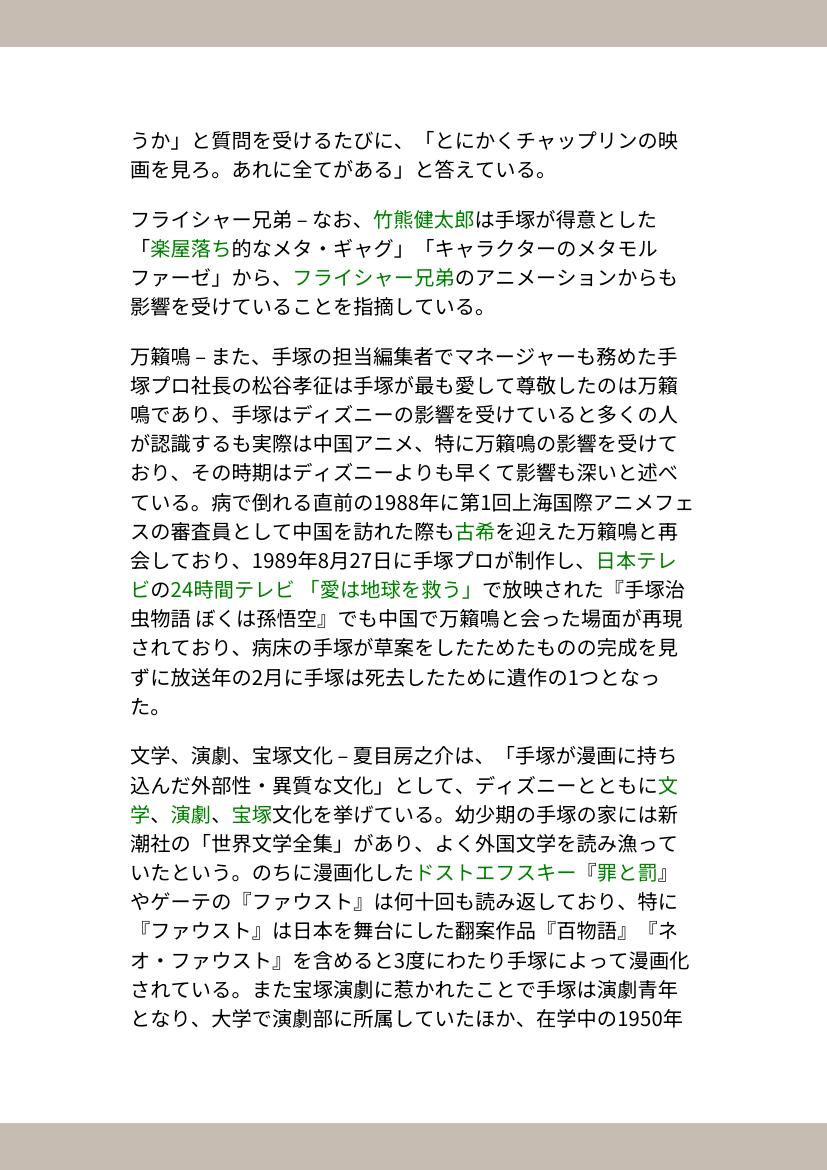 うか」と質問を受けるたびに、「とにかくチャップリンの映
画を見ろ。あれに全てがある」と答えている。
フライシャー兄弟 – なお、竹熊健太郎は手塚が得意とした
「楽屋落ち的なメタ・ギャグ」「キャラクターのメタモル
ファーゼ」から、フライシャー兄弟のアニメーションからも
影響を受けていることを指摘している。
万籟鳴 – また、手塚の担当編集者でマネージャーも務めた手
塚プロ社長の松谷孝征は手塚が最も愛して尊敬したのは万籟
鳴であり、手塚はディズニーの影響を受けていると多くの人
が認識するも実際は中国アニメ、特に万籟鳴の影響を受けて
おり、その時期はディズニーよりも早くて影響も深いと述べ
ている。病で倒れる直前の1988年に第1回上海国際アニメフェ
スの審査員として中国を訪れた際も古希を迎えた万籟鳴と再
会しており、1989年8月27日に手塚プロが制作し、日本テレ
ビの24時間テレビ 「愛は地球を救う」で放映された『手塚治
虫物語 ぼくは孫悟空』でも中国で万籟鳴と会った場面が再現
されており、病床の手塚が草案をしたためたものの完成を見
ずに放送年の2月に手塚は死去したために遺作の1つとなっ
た。
文学、演劇、宝塚文化 – 夏目房之介は、「手塚が漫画に持ち
込んだ外部性・異質な文化」として、ディズニーとともに文
学、演劇、宝塚文化を挙げている。幼少期の手塚の家には新
潮社の「世界文学全集」があり、よく外国文学を読み漁って
いたという。のちに漫画化したドストエフスキー『罪と罰』
やゲーテの『ファウスト』は何十回も読み返しており、特に
『ファウスト』は日本を舞台にした翻案作品『百物語』『ネ
オ・ファウスト』を含めると3度にわたり手塚によって漫画化
されている。また宝塚演劇に惹かれたことで手塚は演劇青年
となり、大学で演劇部に所属していたほか、在学中の1950年